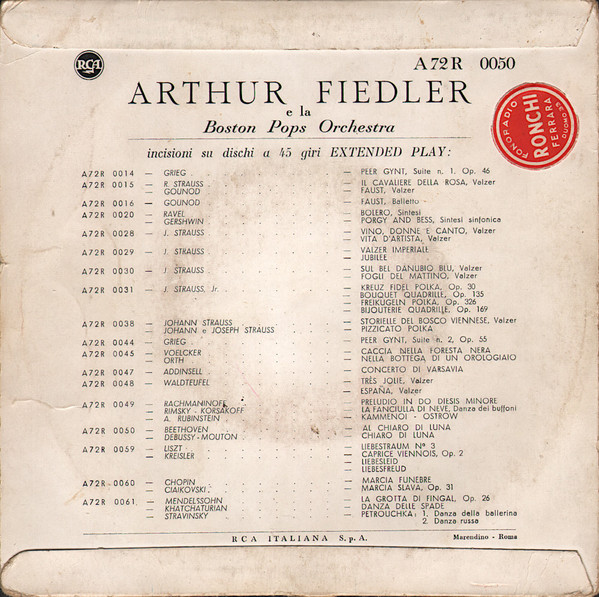 RCA
A72R 0050
ARTHUR FIEDLER
e la
Boston Pops Orchestra
FONORADIO
RONCHI
FERRARA
DUOMO
incisioni su dischi a 45 giri EXTENDED PLAY:
A72R 0014 — GRIEG . — PEER GYNT, Suite n. 1, Op. 46
A72R 0015 — R. STRAUSS — IL CAVALIERE DELLA ROSA, Valzer
GOUNOD — FAUST, Valzer
A72R 0016 — GOUNOD — FAUST, Balletto
A72R 0020 — RAVEL — BOLERO, Sintesi
GERSHWIN — PORGY AND BESS, Sintesi sinfonica
A72R 0028 — J. STRAUSS — VINO, DONNE E CANTO, Valzer
— VITA D'ARTISTA, Valzer
A72R 0029 — J. STRAUSS . — VALZER IMPERIALE
— JUBILEE
A72R 0030 — J. STRAUSS . — SUL BEL DANUBIO BLU, Valzer
— FOGLI DEL MATTINO, Valzer
A72R 0031 — J. STRAUSS, Jr. . — KREUZ FIDEL POLKA, Op. 30
— BOUQUET QUADRILLE, Op. 135
— FREIKUGELN POLKA, Op. 326
— BIJOUTERIE QUADRILLE, Op. 169
A72R 0038 — JOHANN STRAUSS — STORIELLE DEL BOSCO VIENNESE, Valzer
JOHANN e JOSEPH STRAUSS — PIZZICATO POLKA
A72R 0044 — GRIEG . — PEER GYNT, Suite n. 2, Op. 55
A72R 0045 — VOELCKER — CACCIA NELLA FORESTA NERA
ORTH — NELLA BOTTEGA DI UN OROLOGIAIO
A72R 0047 — ADDINSELL — CONCERTO DI VARSAVIA
A72R 0048 — WALDTEUFEL — TRÈS JOLIE, Valzer
— ESPAÑA, Valzer
A72R 0049 — RACHMANINOFF — PRELUDIO IN DO DIESIS MINORE
RIMSKY - KORSAKOFF — LA FANCIULLA DI NEVE, Danza dei buffoni
— A. RUBINSTEIN — KAMMENOI - OSTROW
A72R 0050 — BEETHOVEN — AL CHIARO DI LUNA
— DEBUSSY-MOUTON — CHIARO DI LUNA
A72R 0059 — LISZT — LIEBESTRAUM N° 3
— KREISLER — CAPRICE VIENNOIS, Op. 2
— LIEBESLEID
— LIEBESFREUD
A72R 0060 — CHOPIN — MARCIA FUNEBRE
— CIAIKOVSKI — MARCIA SLAVA, Op. 31
A72R 0061 — MENDELSSOHN — LA GROTTA DI FINGAL, Op. 26
KHATCHATURIAN — DANZA DELLE SPADE
STRAVINSKY — PETROUCHKA: 1. Danza della ballerina
2. Danza russa
RCA ITALIANA S.p.A.
Marendino - Roma